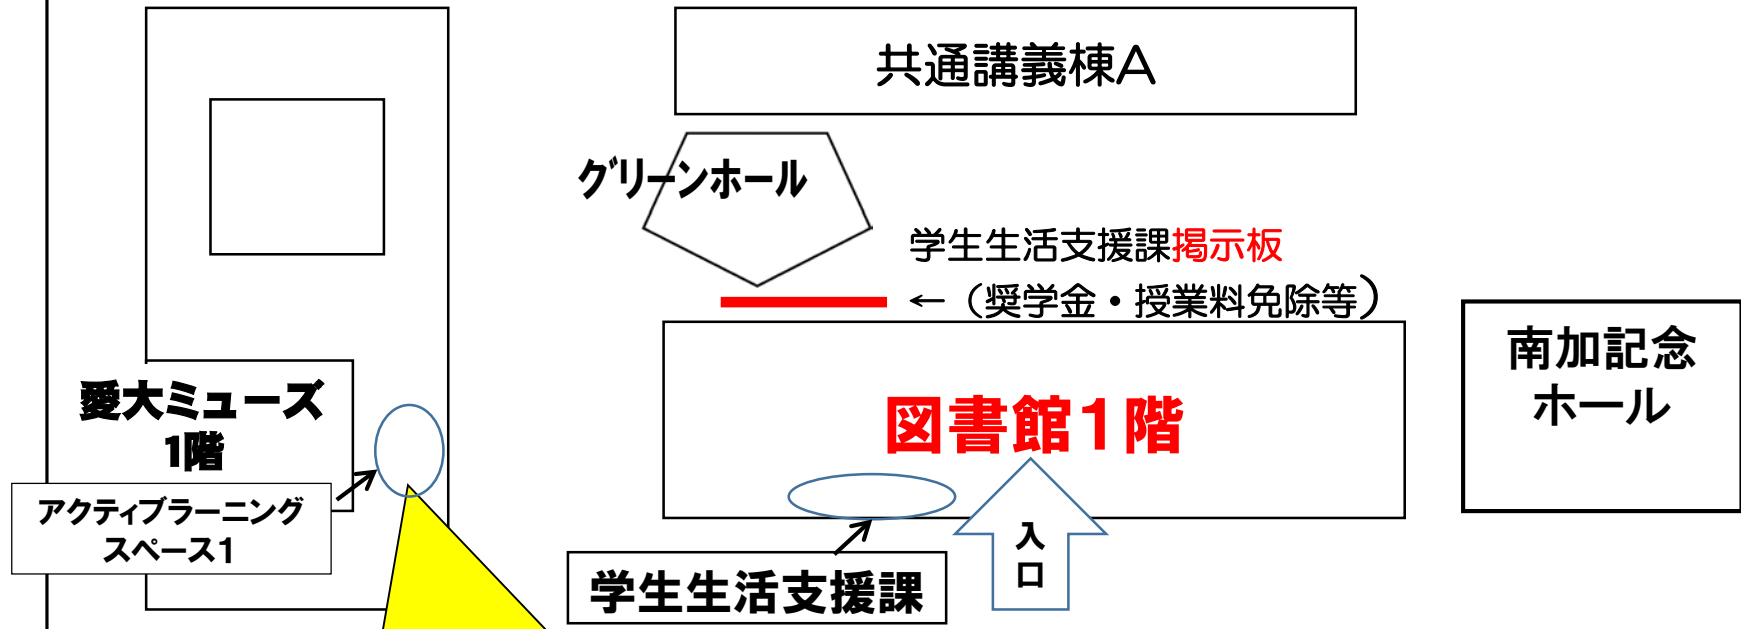 共通講義棟A
グリーンホール
学生生活支援課掲示板
←（奨学金・授業料免除等）
南加記念
ホール
愛大ミューズ
1階
図書館1階
アクティブラーニング
スペース1
入
口
学生生活支援課